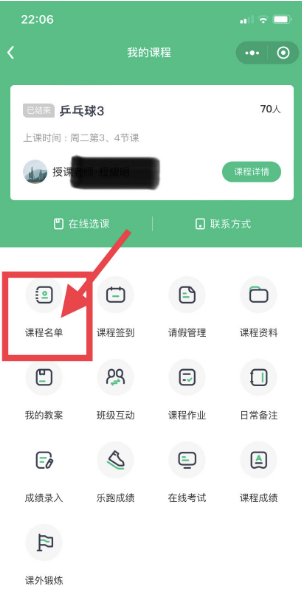 22:06
我的课程
已结束 乒乓球3 70人
上课时间：周二第3、4节课
授课 课程详情
在线选课 联系方式
课程名单 课程签到 请假管理 课程资料
我的教案 班级互动 课程作业 日常备注
成绩录入 乐跑成绩 在线考试 课程成绩
课外锻炼